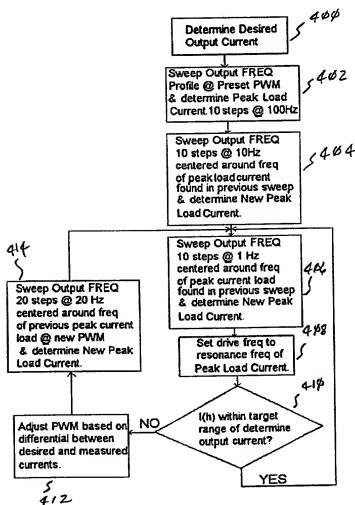 400
Determine Desired
Output Current
Sweep Output FREQ
Profile @ Preset PWM
& determine Peak Load
Current.10 steps @ 100Hz
402
Sweep Output FREQ
10 steps @ 10Hz
centered around freq
of peak load current
found in previous sweep
& determine New Peak
Load Current.
404
414
Sweep Output FREQ
20 steps @ 20 Hz
centered around freq
of previous peak current
load @ new PWM
& determine New Peak
Load Current.
Sweep Output FREQ
10 steps @ 1 Hz
centered around freq
of peak current load
found in previous sweep
& determine New Peak
Load Current.
406
Set drive freq to
resonance freq of
Peak Load Current.
408
410
I(h) within target
range of determine
output current?
NO
YES
Adjust PWM based on
differential between
desired and measured
currents.
412